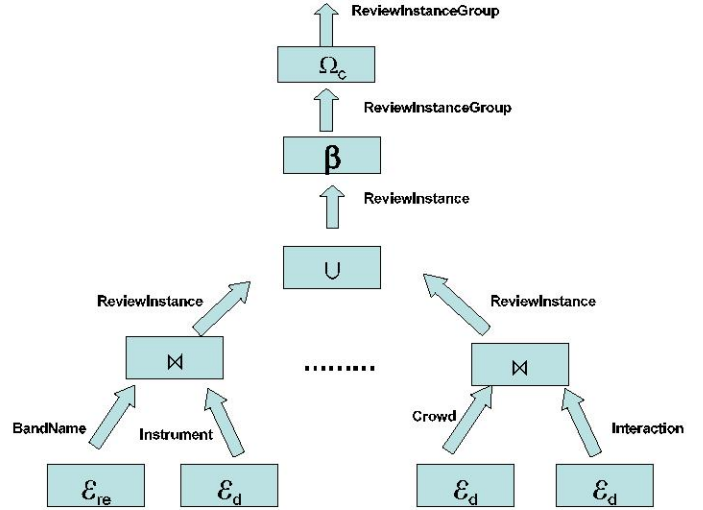 ReviewInstanceGroup
Ωc
ReviewInstanceGroup
β
ReviewInstance
∪
ReviewInstance
ReviewInstance
⋈
.........
⋈
BandName
Instrument
Crowd
Interaction
εre
εd
εd
εd